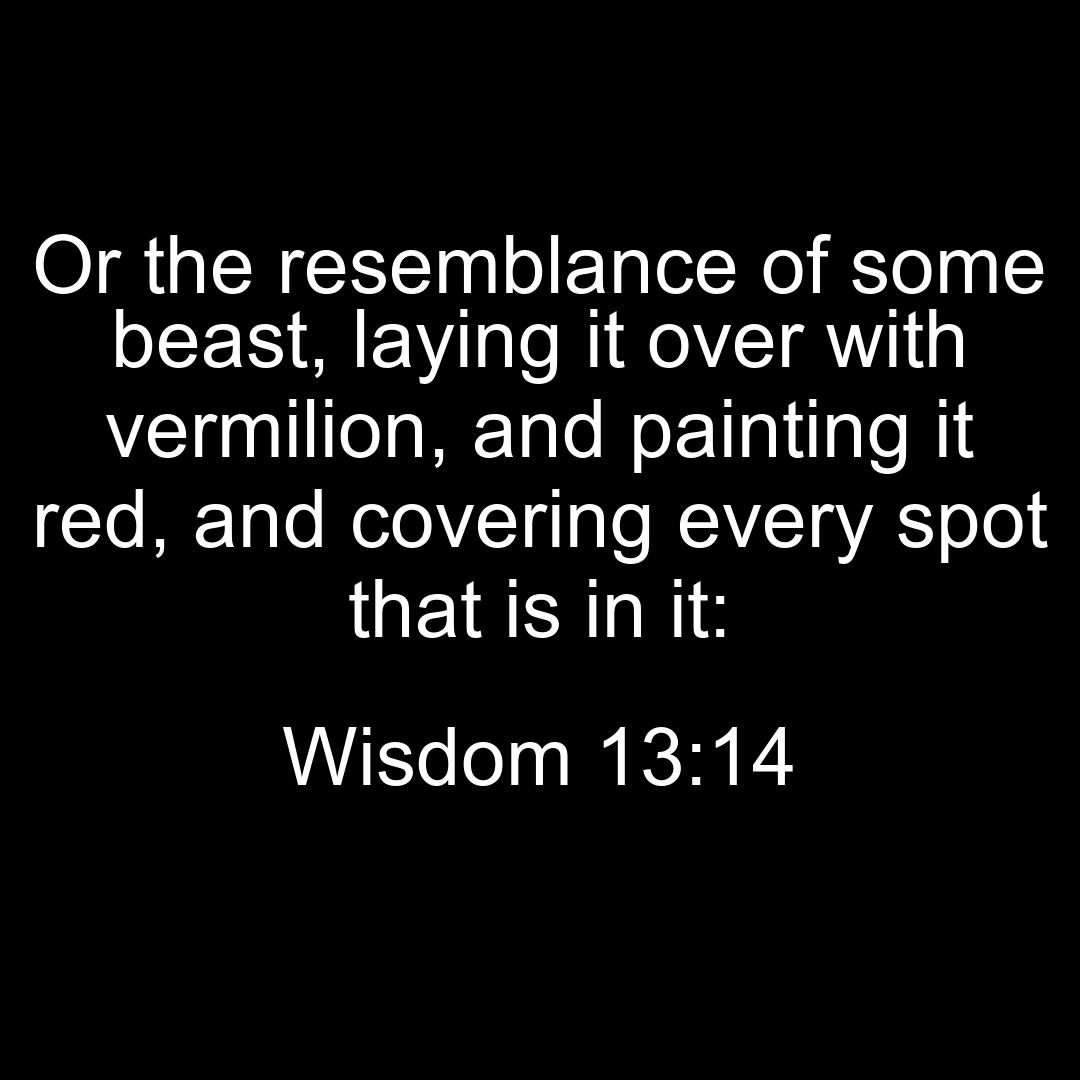 Or the resemblance of some
beast, laying it over with
vermilion, and painting it
red, and covering every spot
that is in it:
Wisdom 13:14